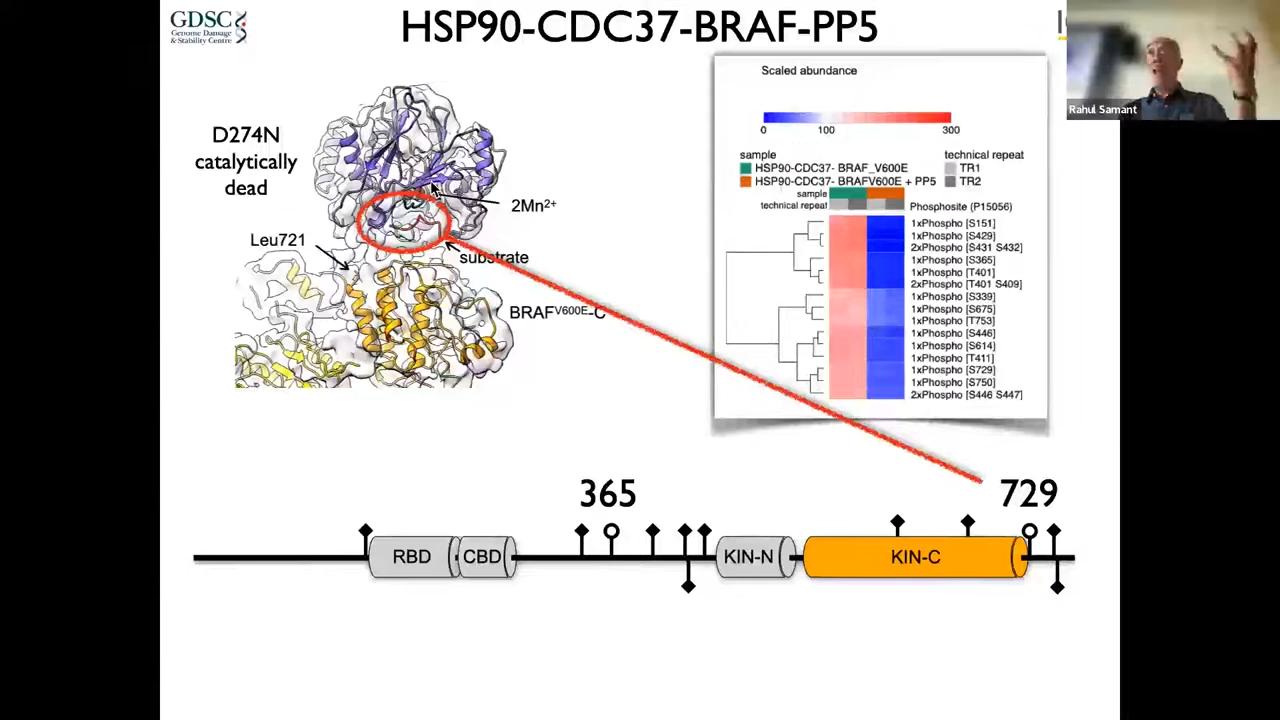 GDSC
Genome Damage
& Stability Centre
HSP90-CDC37-BRAF-PP5
Rahul Samant
D274N
catalytically
dead
2Mn²⁺
Leu721
substrate
BRAFⱽ⁶⁰⁰ᴱ-C
Scaled abundance
0 100 300
sample
HSP90-CDC37- BRAF_V600E
HSP90-CDC37- BRAFV600E + PP5
technical repeat
TR1
TR2
sample
technical repeat
Phosphosite (P15056)
1xPhospho [S151]
1xPhospho [S429]
2xPhospho [S431 S432]
1xPhospho [S365]
1xPhospho [T401]
2xPhospho [T401 S409]
1xPhospho [S339]
1xPhospho [S675]
1xPhospho [T753]
1xPhospho [S446]
1xPhospho [S614]
1xPhospho [T411]
1xPhospho [S729]
1xPhospho [S750]
2xPhospho [S446 S447]
365 729
RBD CBD KIN-N KIN-C